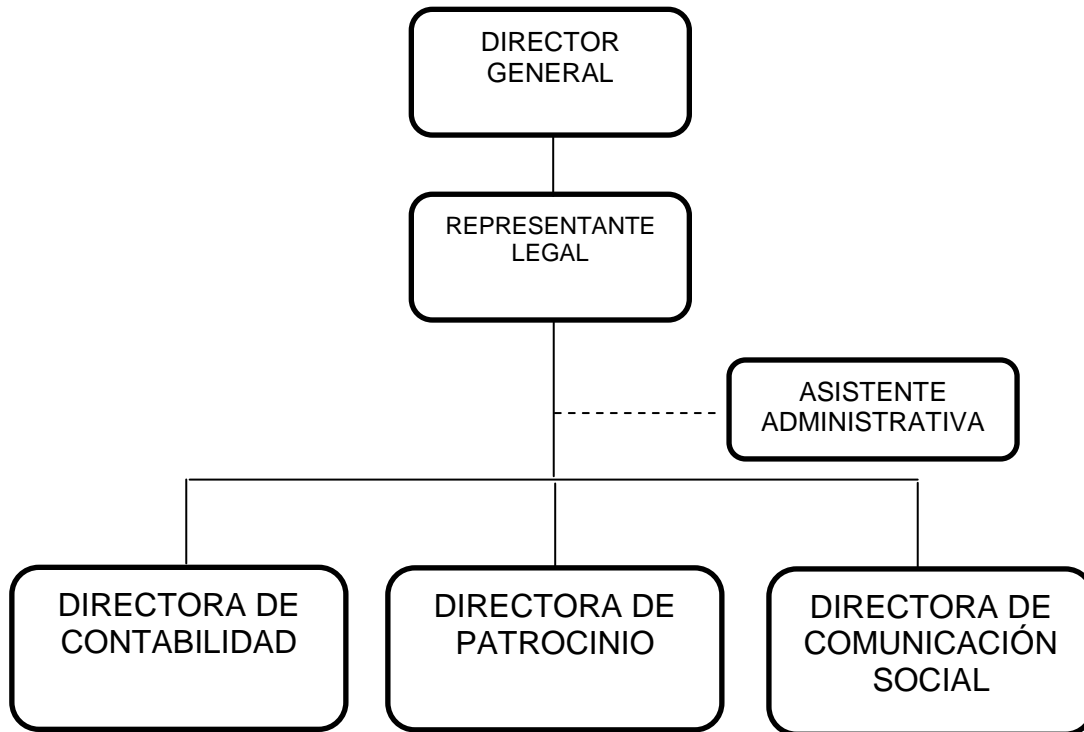 DIRECTOR
GENERAL
REPRESENTANTE
LEGAL
ASISTENTE
ADMINISTRATIVA
DIRECTORA DE
CONTABILIDAD
DIRECTORA DE
PATROCINIO
DIRECTORA DE
COMUNICACIÓN
SOCIAL